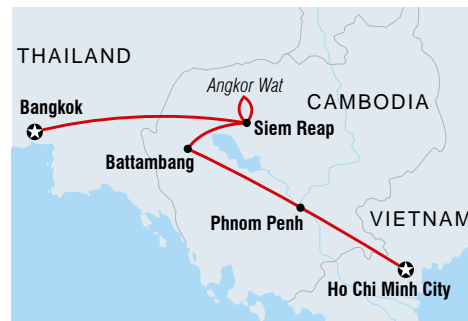 THAILAND
Angkor Wat
Bangkok
CAMBODIA
Siem Reap
Battambang
Phnom Penh
VIETNAM
Ho Chi Minh City